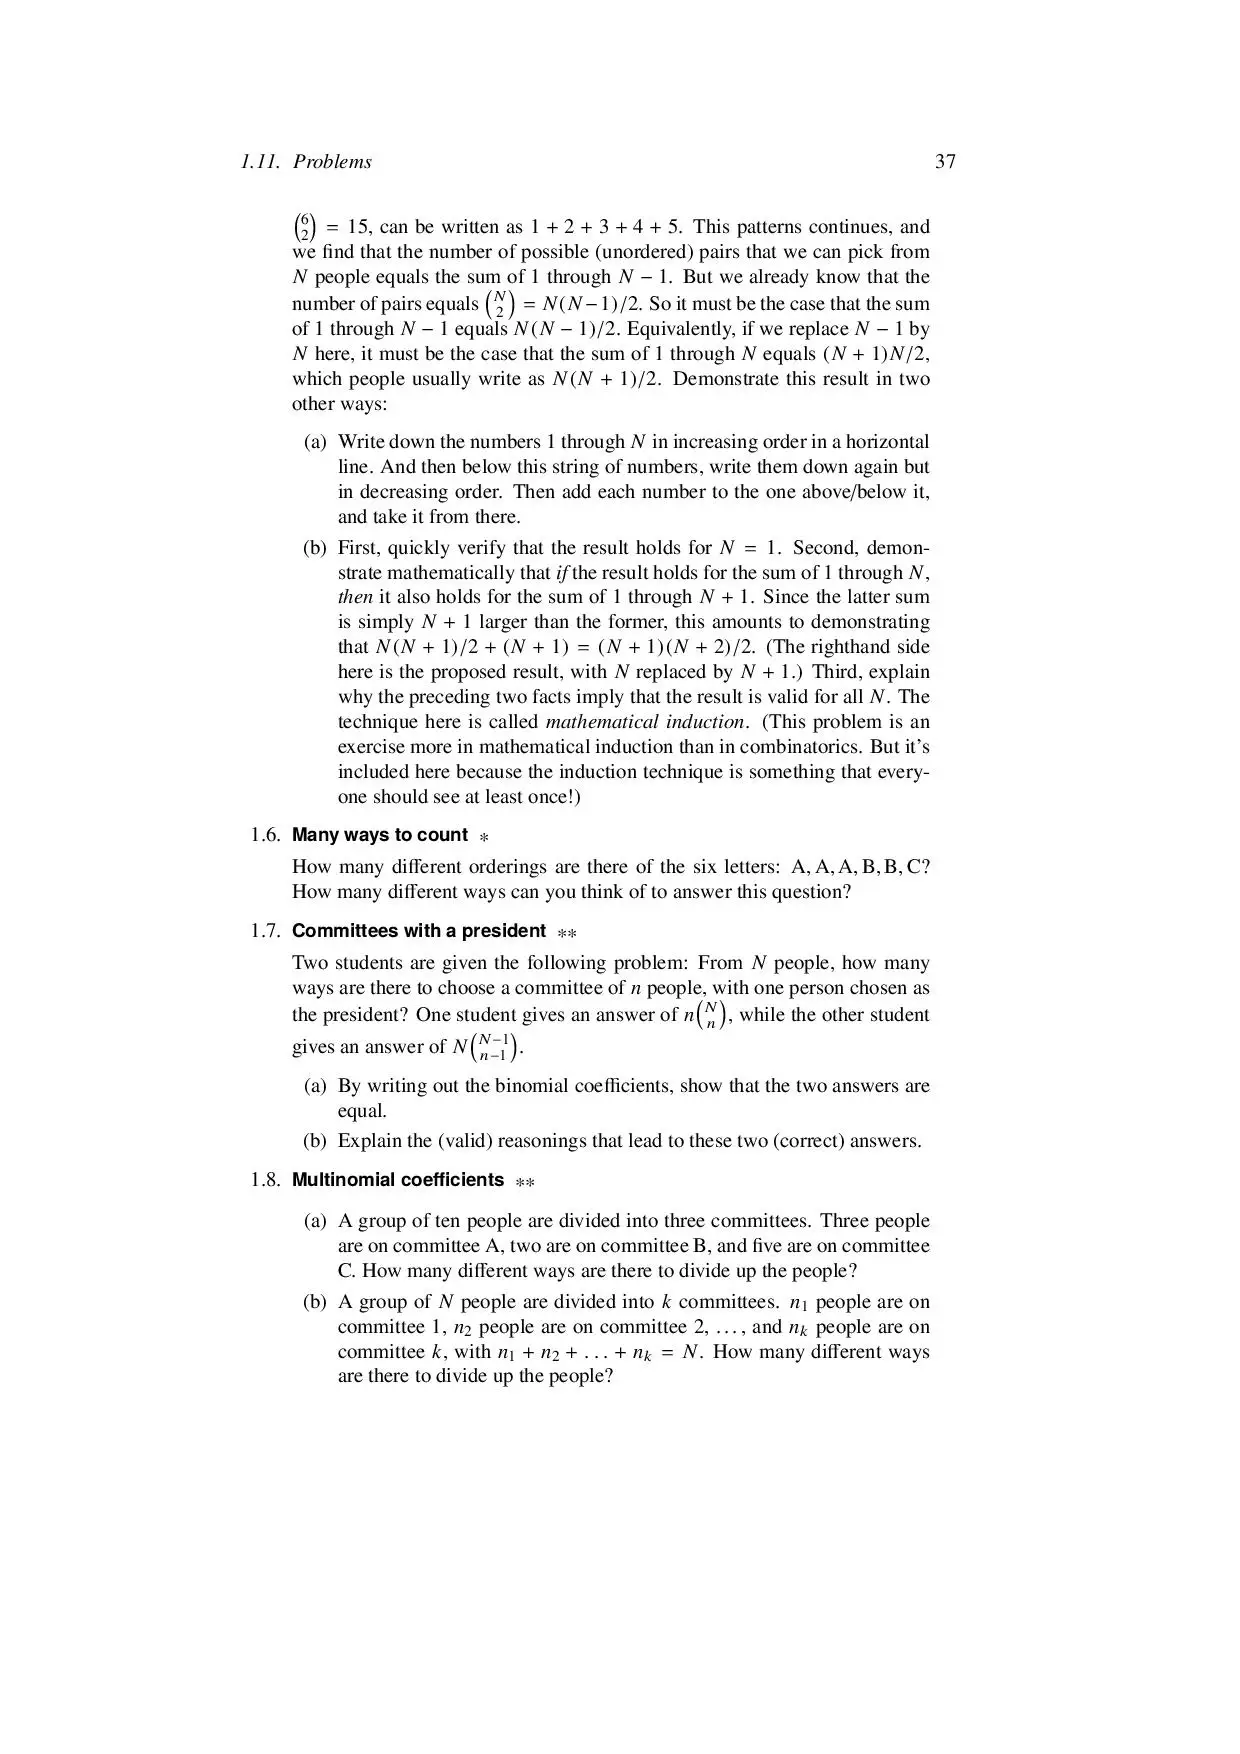 1.11. Problems 37
(6 2) = 15, can be written as 1 + 2 + 3 + 4 + 5. This patterns continues, and
we find that the number of possible (unordered) pairs that we can pick from
N people equals the sum of 1 through N − 1. But we already know that the
number of pairs equals (N 2) = N(N−1)/2. So it must be the case that the sum
of 1 through N − 1 equals N(N − 1)/2. Equivalently, if we replace N − 1 by
N here, it must be the case that the sum of 1 through N equals (N + 1)N/2,
which people usually write as N(N + 1)/2. Demonstrate this result in two
other ways:
(a) Write down the numbers 1 through N in increasing order in a horizontal
line. And then below this string of numbers, write them down again but
in decreasing order. Then add each number to the one above/below it,
and take it from there.
(b) First, quickly verify that the result holds for N = 1. Second, demon-
strate mathematically that if the result holds for the sum of 1 through N,
then it also holds for the sum of 1 through N + 1. Since the latter sum
is simply N + 1 larger than the former, this amounts to demonstrating
that N(N + 1)/2 + (N + 1) = (N + 1)(N + 2)/2. (The righthand side
here is the proposed result, with N replaced by N + 1.) Third, explain
why the preceding two facts imply that the result is valid for all N. The
technique here is called mathematical induction. (This problem is an
exercise more in mathematical induction than in combinatorics. But it's
included here because the induction technique is something that every-
one should see at least once!)
1.6. Many ways to count *
How many different orderings are there of the six letters: A, A, A, B, B, C?
How many different ways can you think of to answer this question?
1.7. Committees with a president **
Two students are given the following problem: From N people, how many
ways are there to choose a committee of n people, with one person chosen as
the president? One student gives an answer of n(N n), while the other student
gives an answer of N(N−1 n−1).
(a) By writing out the binomial coefficients, show that the two answers are
equal.
(b) Explain the (valid) reasonings that lead to these two (correct) answers.
1.8. Multinomial coefficients **
(a) A group of ten people are divided into three committees. Three people
are on committee A, two are on committee B, and five are on committee
C. How many different ways are there to divide up the people?
(b) A group of N people are divided into k committees. n₁ people are on
committee 1, n₂ people are on committee 2, . . . , and nₖ people are on
committee k, with n₁ + n₂ + . . . + nₖ = N. How many different ways
are there to divide up the people?